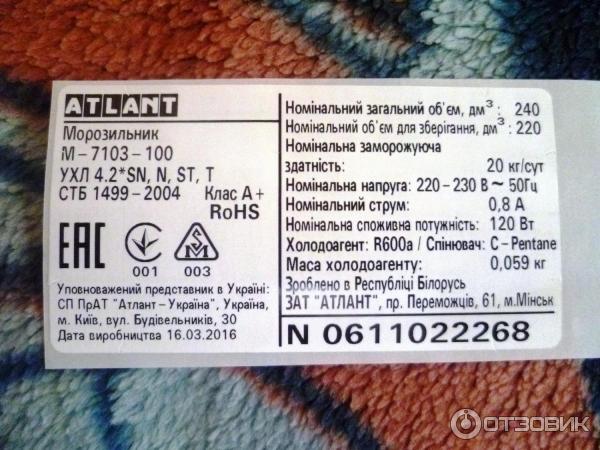 ATLANT
Морозильник
М-7103-100
УХЛ 4.2*SN, N, ST, T
СТБ 1499-2004 Клас А+
RoHS
EAC
001 003
Уповноважений представник в Україні:
СП ПрАТ "Атлант-Україна", Україна,
м. Київ, вул. Будівельників, 30
Дата виробництва 16.03.2016
Номінальний загальний об'єм, дм³: 240
Номінальний об'єм для зберігання, дм³: 220
Номінальна заморожуюча
здатність: 20 кг/сут
Номінальна напруга: 220-230 В ~ 50Гц
Номінальний струм: 0,8 А
Номінальна споживна потужність: 120 Вт
Холодоагент: R600a / Спінювач: C-Pentane
Маса холодоагенту: 0,059 кг
Зроблено в Республіці Білорусь
ЗАТ "АТЛАНТ", пр. Переможців, 61, м.Мінськ
N 0611022268
ОТЗОВИК